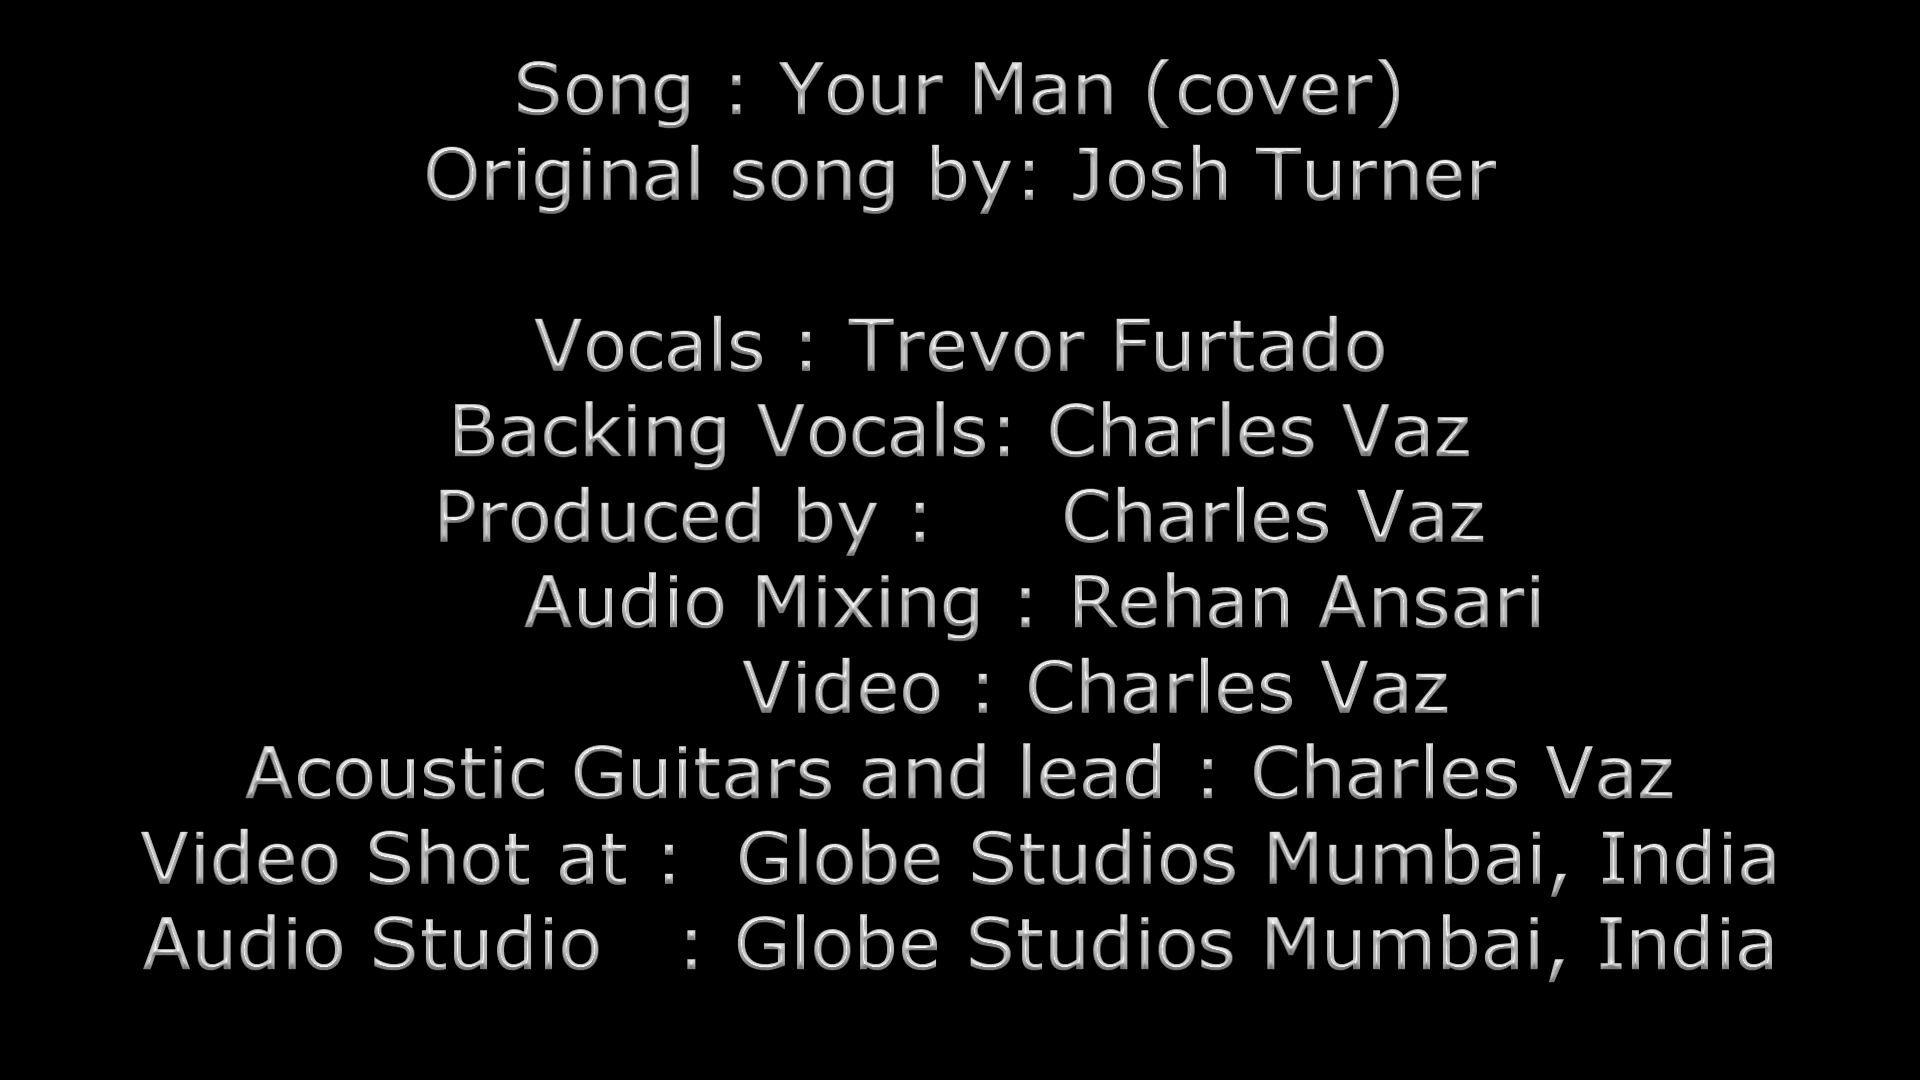 Song : Your Man (cover)
Original song by: Josh Turner
Vocals : Trevor Furtado
Backing Vocals: Charles Vaz
Produced by : Charles Vaz
Audio Mixing : Rehan Ansari
Video : Charles Vaz
Acoustic Guitars and lead : Charles Vaz
Video Shot at : Globe Studios Mumbai, India
Audio Studio : Globe Studios Mumbai, India